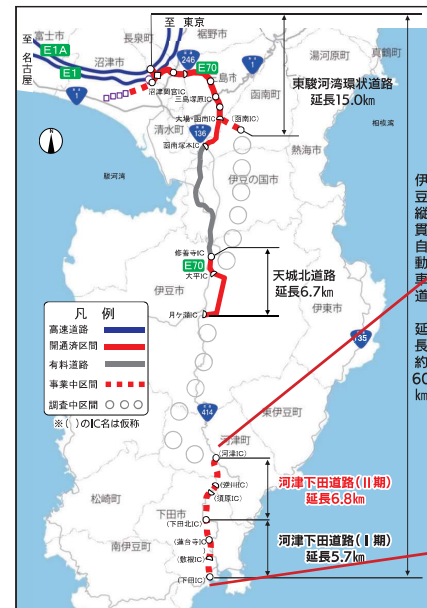 至 東京
至 名古屋
富士市
長泉町
裾野市
湯河原町
真鶴町
沼津市
E1A
E1
246
E70
1
三島市
1
函南町
東駿河湾環状道路
延長15.0km
相模湾
沼津岡宮IC
三島塚原IC
大場・函南IC
(函南IC)
清水町
136
函南塚本IC
熱海市
伊豆の国市
駿河湾
伊豆縦貫自動車道 延長約60km
修善寺IC
E70
大平IC
天城北道路
延長6.7km
伊豆市
伊東市
月ケ瀬IC
凡 例
高速道路
開通済区間
有料道路
事業中区間
調査中区間
※( )のIC名は仮称
135
414
東伊豆町
河津町
(河津IC)
(逆川IC)
(須原IC)
河津下田道路(II期)
延長6.8km
松崎町
下田市
(下田北IC)
(蓮台寺IC)
河津下田道路(I期)
延長5.7km
南伊豆町
(敷根IC)
(下田IC)